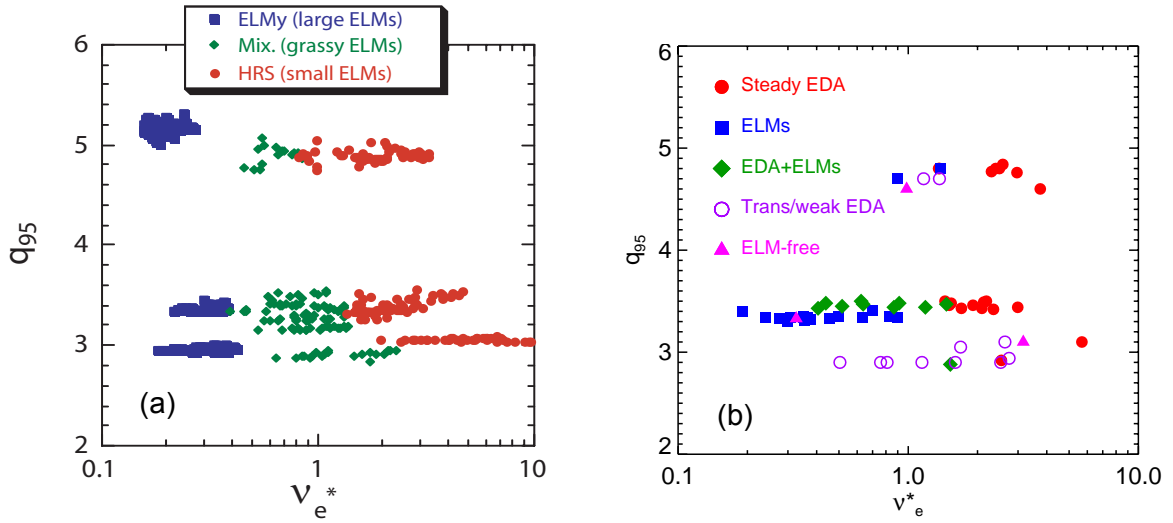 ELMy (large ELMs)
Mix. (grassy ELMs)
HRS (small ELMs)
6
5
4
3
2
q95
(a)
0.1
1
10
νe*
6
5
4
3
2
q95
Steady EDA
ELMs
EDA+ELMs
Trans/weak EDA
ELM-free
(b)
0.1
1.0
10.0
ν*e